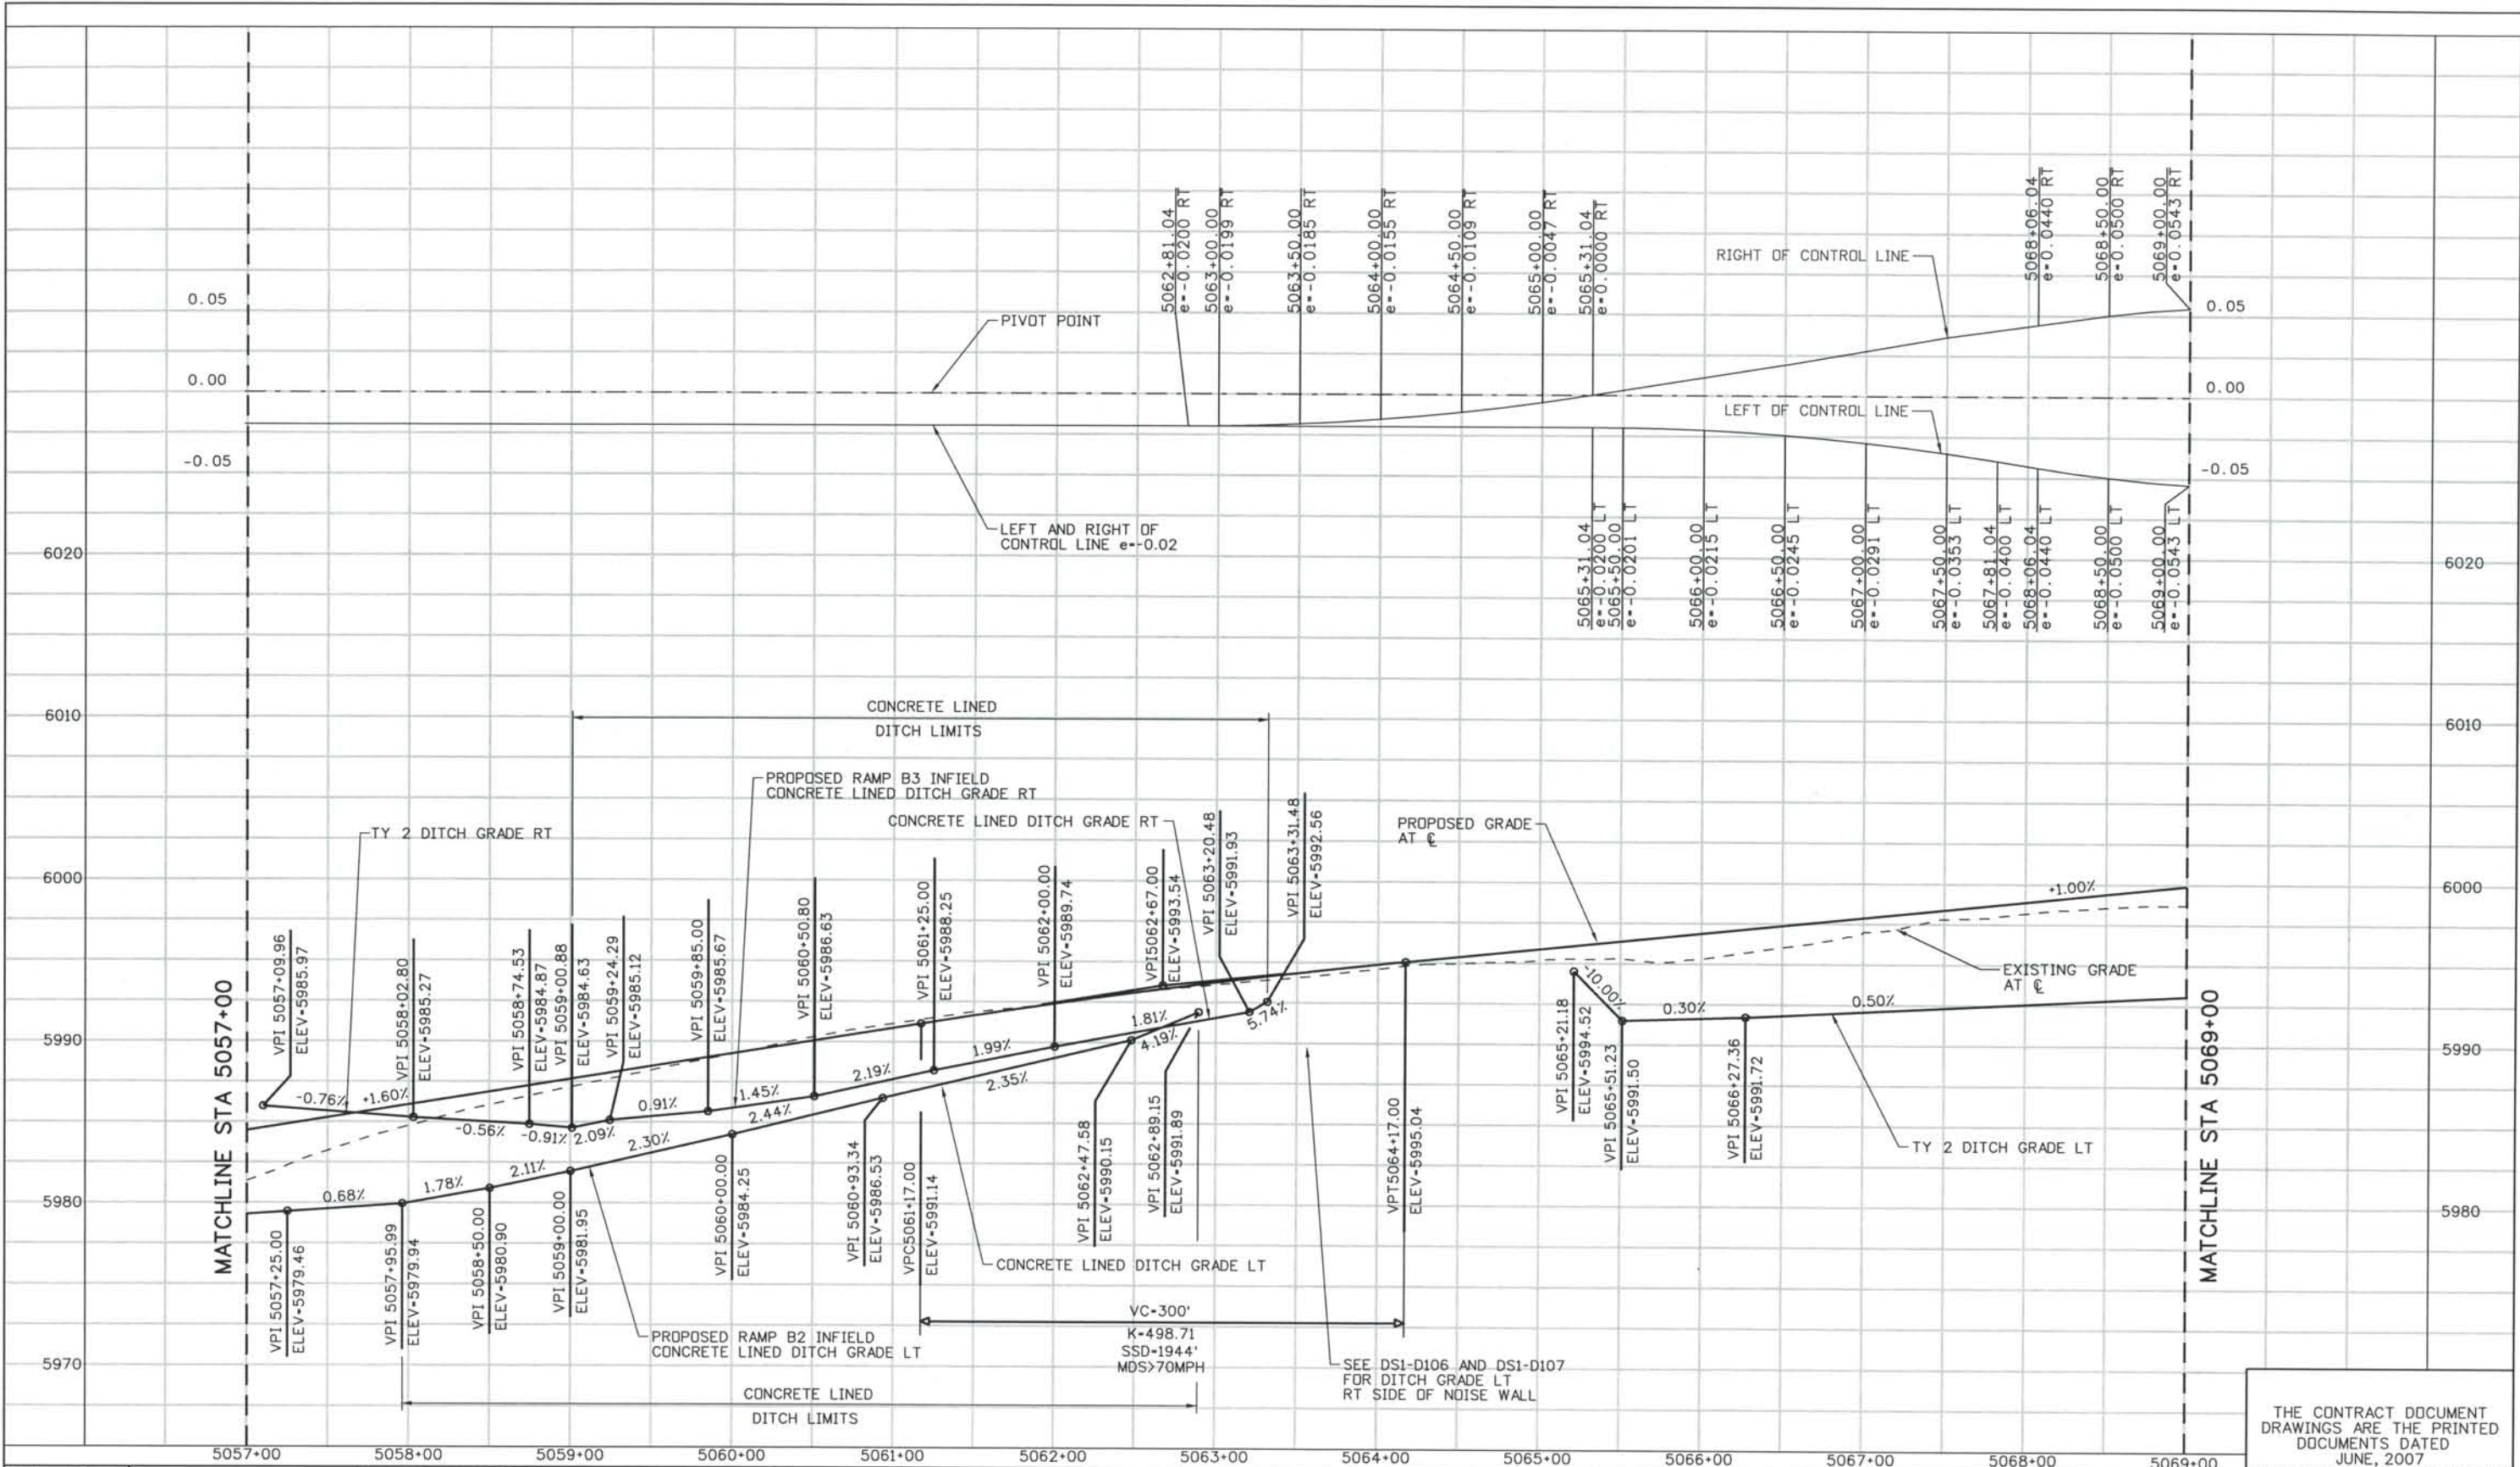 5062+81.04
e=-0.0200 RT
5063+00.00
e=-0.0199 RT
5063+50.00
e=-0.0185 RT
5064+00.00
e=-0.0155 RT
5064+50.00
e=-0.0109 RT
5065+00.00
e=-0.0047 RT
5065+31.04
e=0.0000 RT
5068+06.04
e=0.0440 RT
5068+50.00
e=0.0500 RT
5069+00.00
e=0.0543 RT
RIGHT OF CONTROL LINE
0.05
0.05
PIVOT POINT
0.00
0.00
LEFT OF CONTROL LINE
-0.05
-0.05
LEFT AND RIGHT OF
CONTROL LINE e=-0.02
5065+31.04
e=-0.0200 LT
5065+50.00
e=-0.0201 LT
5066+00.00
e=-0.0215 LT
5066+50.00
e=-0.0245 LT
5067+00.00
e=-0.0291 LT
5067+50.00
e=-0.0353 LT
5067+81.04
e=-0.0400 LT
5068+06.04
e=-0.0440 LT
5068+50.00
e=-0.0500 LT
5069+00.00
e=-0.0543 LT
6020
6020
6010
6010
CONCRETE LINED
DITCH LIMITS
PROPOSED RAMP B3 INFIELD
CONCRETE LINED DITCH GRADE RT
TY 2 DITCH GRADE RT
CONCRETE LINED DITCH GRADE RT
PROPOSED GRADE
AT ℄
6000
6000
+1.00%
VPI 5057+09.96
ELEV=5985.97
VPI 5058+02.80
ELEV=5985.27
VPI 5058+74.53
ELEV=5984.87
VPI 5059+00.88
ELEV=5984.63
VPI 5059+24.29
ELEV=5985.12
VPI 5059+85.00
ELEV=5985.67
VPI 5060+50.80
ELEV=5986.63
VPI 5061+25.00
ELEV=5988.25
VPI 5062+00.00
ELEV=5989.74
VPI5062+67.00
ELEV=5993.54
VPI 5063+20.48
ELEV=5991.93
VPI 5063+31.48
ELEV=5992.56
EXISTING GRADE
AT ℄
5990
5990
-0.76%
+1.60%
-0.56%
-0.91%
2.09%
0.91%
1.45%
2.19%
1.99%
1.81%
5.74%
-10.00%
0.30%
0.50%
0.68%
1.78%
2.11%
2.30%
2.44%
2.35%
4.19%
MATCHLINE STA 5057+00
MATCHLINE STA 5069+00
5980
5980
VPI 5057+25.00
ELEV=5979.46
VPI 5057+95.99
ELEV=5979.94
VPI 5058+50.00
ELEV=5980.90
VPI 5059+00.00
ELEV=5981.95
VPI 5060+00.00
ELEV=5984.25
VPI 5060+93.34
ELEV=5986.53
VPC5061+17.00
ELEV=5991.14
VPI 5062+47.58
ELEV=5990.15
VPI 5062+89.15
ELEV=5991.89
VPT5064+17.00
ELEV=5995.04
VPI 5065+21.18
ELEV=5994.52
VPI 5065+51.23
ELEV=5991.50
VPI 5066+27.36
ELEV=5991.72
TY 2 DITCH GRADE LT
CONCRETE LINED DITCH GRADE LT
PROPOSED RAMP B2 INFIELD
CONCRETE LINED DITCH GRADE LT
VC=300'
K=498.71
SSD=1944'
MDS>70MPH
SEE DS1-D106 AND DS1-D107
FOR DITCH GRADE LT
RT SIDE OF NOISE WALL
5970
CONCRETE LINED
DITCH LIMITS
THE CONTRACT DOCUMENT
DRAWINGS ARE THE PRINTED
DOCUMENTS DATED
JUNE, 2007
5057+00
5058+00
5059+00
5060+00
5061+00
5062+00
5063+00
5064+00
5065+00
5066+00
5067+00
5068+00
5069+00